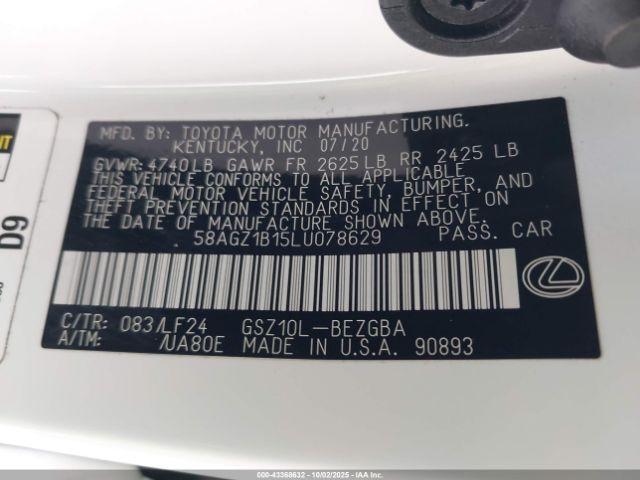 MFD. BY: TOYOTA MOTOR MANUFACTURING.
KENTUCKY, INC 07/20
GVWR: 4740LB GAWR FR 2625LB RR 2425 LB
THIS VEHICLE CONFORMS TO ALL APPLICABLE
FEDERAL MOTOR VEHICLE SAFETY, BUMPER, AND
THEFT PREVENTION STANDARDS IN EFFECT ON
THE DATE OF MANUFACTURE SHOWN ABOVE.
58AGZ1B15LU078629 PASS. CAR
C/TR: 083/LF24 GSZ10L-BEZGBA
A/TM: /UA80E MADE IN U.S.A. 90893
D9
000-43368632 - 10/02/2025 - IAAI.CA